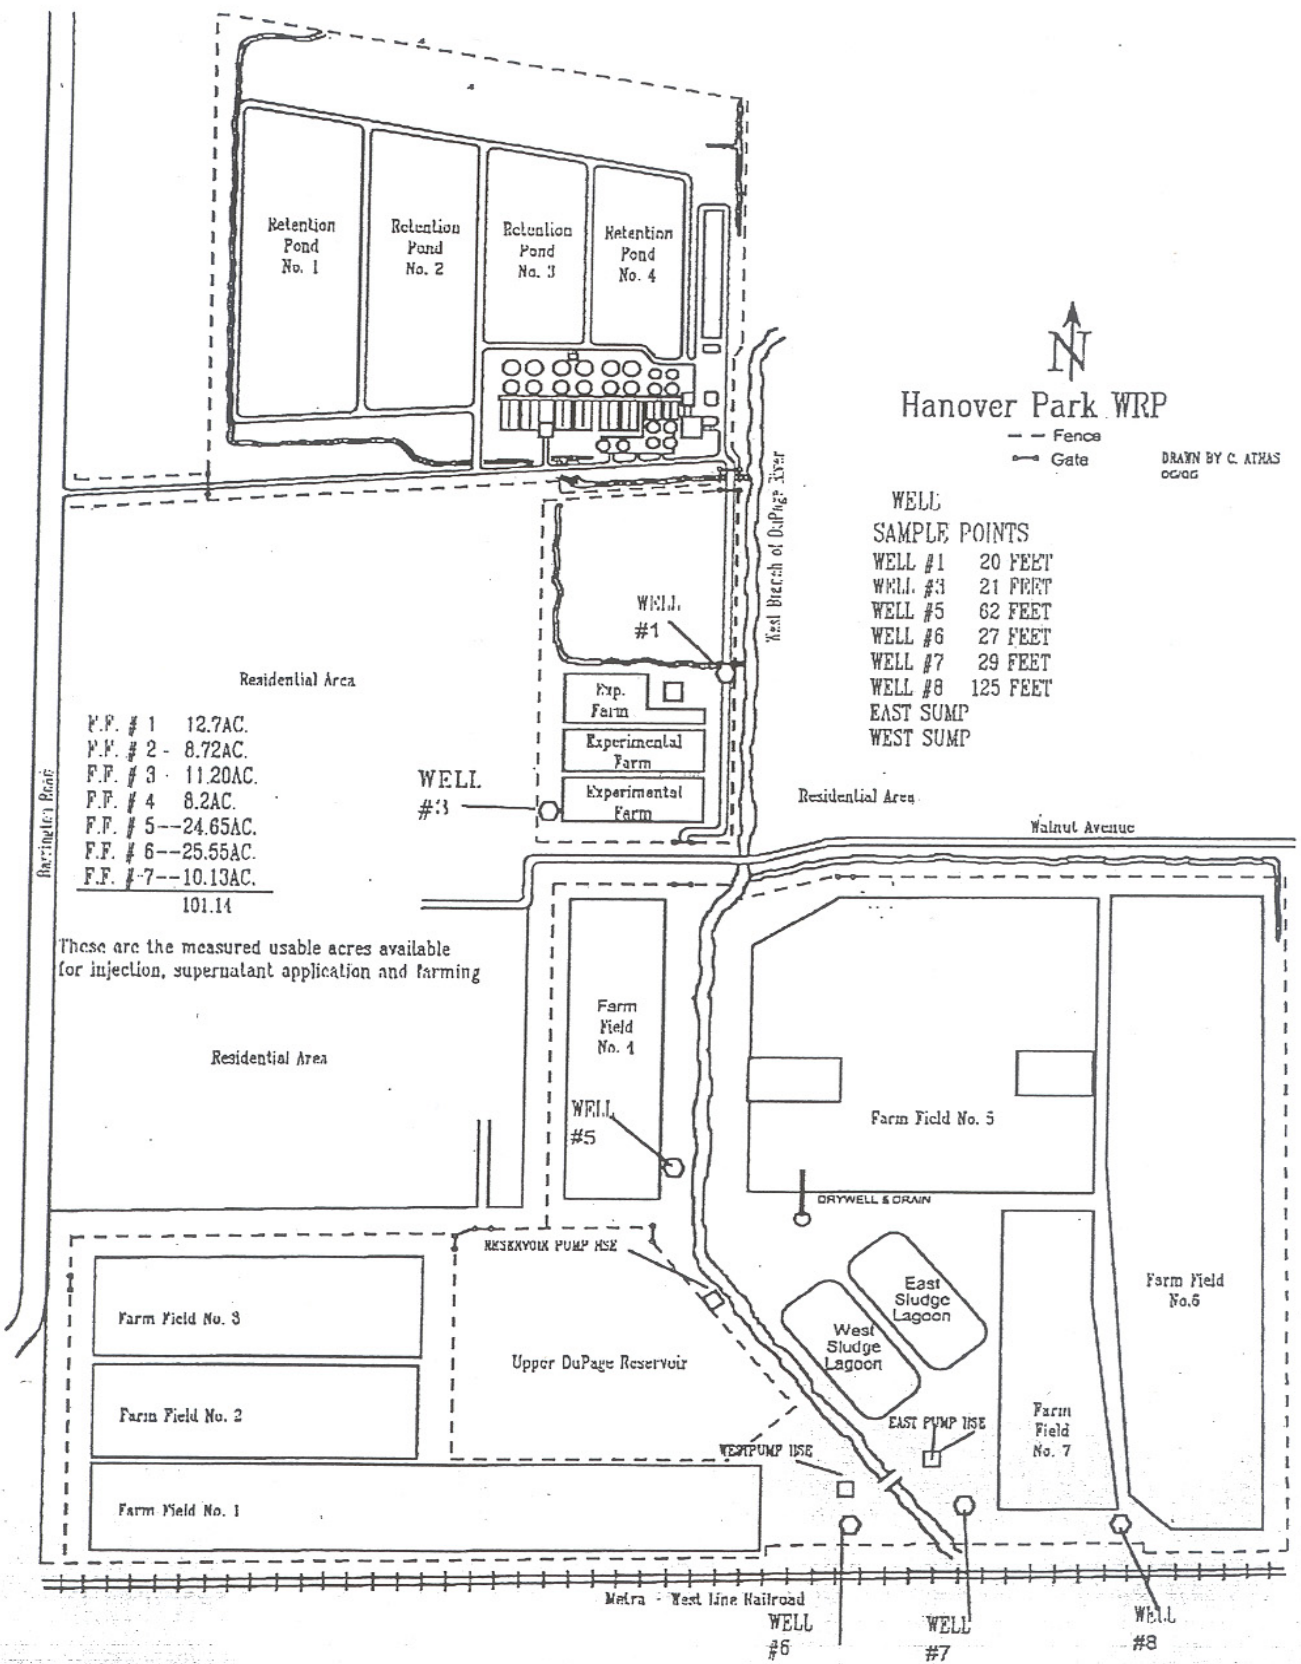 Retention
Pond
No. 1
Retention
Pond
No. 2
Retention
Pond
No. 3
Retention
Pond
No. 4
N
Hanover Park WRP
Fence
Gate
DRAWN BY C. ATHAS
06/06
West Branch of DuPage River
WELL
SAMPLE POINTS
WELL #1 20 FEET
WELL #3 21 FEET
WELL #5 62 FEET
WELL #6 27 FEET
WELL #7 29 FEET
WELL #8 125 FEET
EAST SUMP
WEST SUMP
WELL
#1
Residential Area
Exp.
Farm
Experimental
Farm
Experimental
Farm
WELL
#3
F.F. # 1 12.7AC.
F.F. # 2 - 8.72AC.
F.F. # 3 - 11.20AC.
F.F. # 4 8.2AC.
F.F. # 5--24.65AC.
F.F. # 6--25.55AC.
F.F. #-7--10.13AC.
101.14
Barrington Road
Residential Area
Walnut Avenue
These are the measured usable acres available
for injection, supernatant application and farming
Residential Area
Farm
Field
No. 4
WELL
#5
Farm Field No. 5
DRYWELL & DRAIN
RESERVOIR PUMP HSE
Farm Field No. 3
Farm Field No. 2
Farm Field No. 1
Upper DuPage Reservoir
East
Sludge
Lagoon
West
Sludge
Lagoon
Farm Field
No.6
Farm
Field
No. 7
EAST PUMP HSE
WESTPUMP HSE
Metra - West Line Railroad
WELL
#6
WELL
#7
WELL
#8